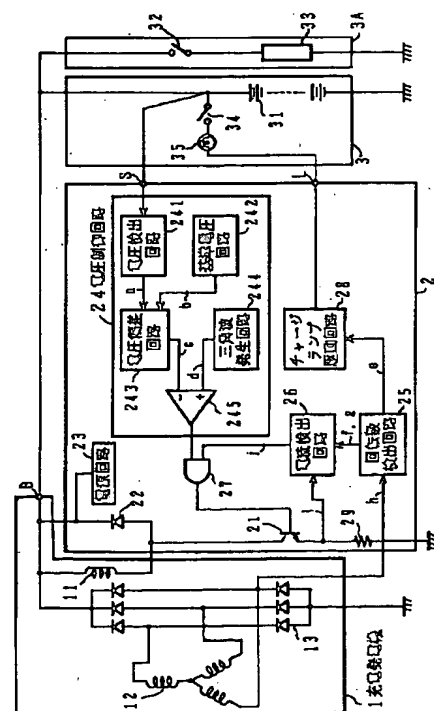 32
33
3A
34
35
31
3
S
L
24 電圧制御回路
電圧検出
回路
241
基準電圧
回路
242
a
b
電圧偏差
回路
243
三角波
発生回路
244
c
d
245
チャージ
ランプ
駆動回路
28
e
電流検出
回路
26
f, g
回転数
検出回路
25
27
j
i
h
B
23
電源回路
22
21
29
2
11
12
13
1 充電発電機